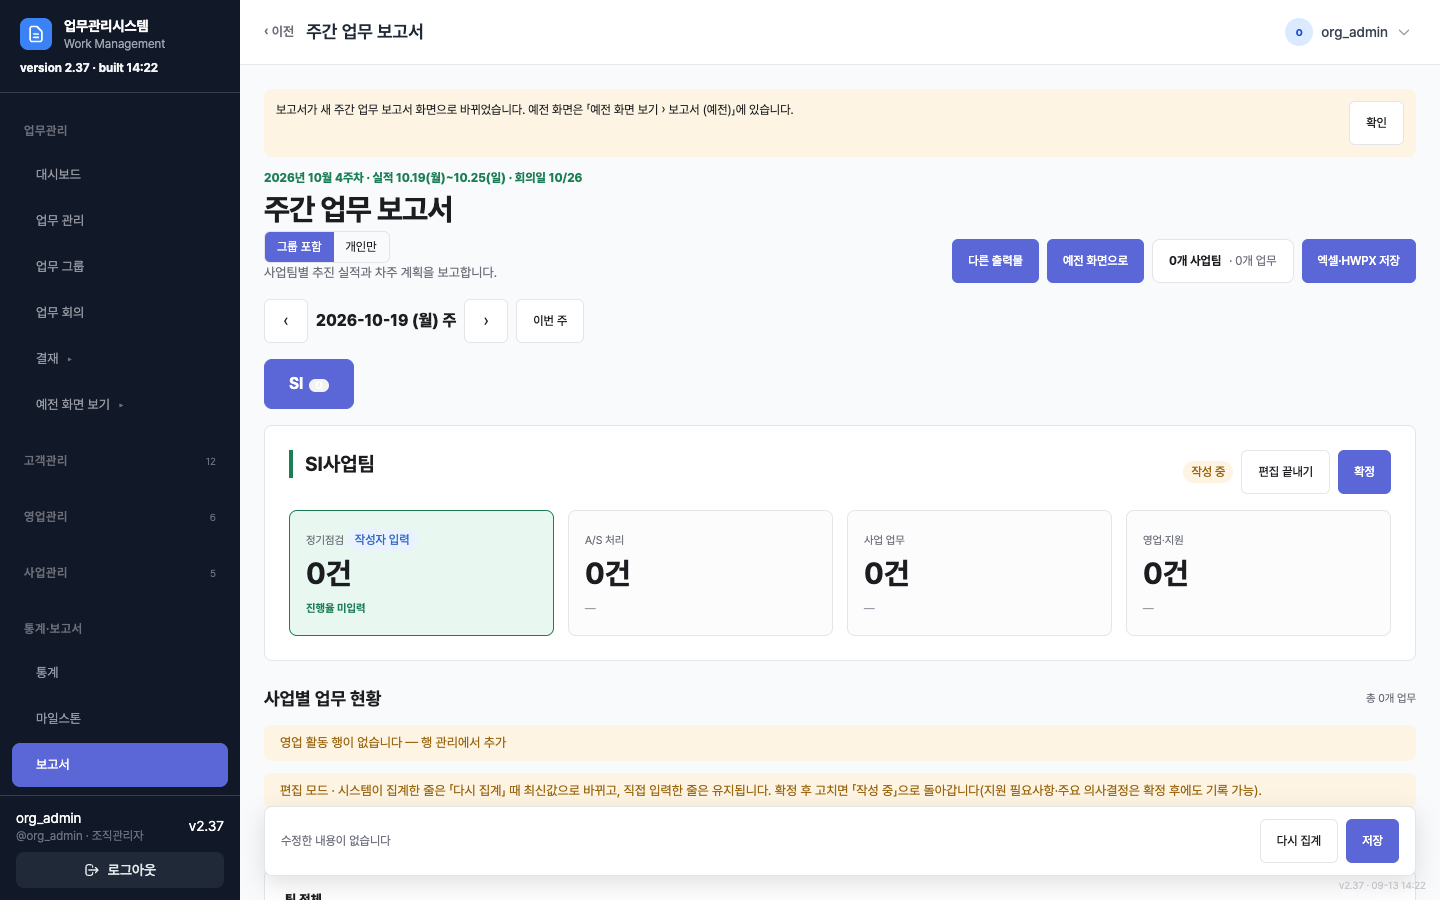 업무관리시스템
Work Management
version 2.37 · built 14:22
업무관리
대시보드
업무 관리
업무 그룹
업무 회의
결재 ▸
예전 화면 보기 ▸
고객관리 12
영업관리 6
사업관리 5
통계·보고서
통계
마일스톤
보고서
org_admin
@org_admin · 조직관리자
v2.37
로그아웃
‹ 이전 주간 업무 보고서
o org_admin
보고서가 새 주간 업무 보고서 화면으로 바뀌었습니다. 예전 화면은 「예전 화면 보기 › 보고서 (예전)」에 있습니다.
확인
2026년 10월 4주차 · 실적 10.19(월)~10.25(일) · 회의일 10/26
주간 업무 보고서
그룹 포함 개인만
사업팀별 추진 실적과 차주 계획을 보고합니다.
다른 출력물 예전 화면으로 0개 사업팀 · 0개 업무 엑셀·HWPX 저장
‹ 2026-10-19 (월) 주 › 이번 주
SI
SI사업팀
작성 중 편집 끝내기 확정
정기점검 작성자 입력
0건
진행율 미입력
A/S 처리
0건
—
사업 업무
0건
—
영업·지원
0건
—
사업별 업무 현황
총 0개 업무
영업 활동 행이 없습니다 — 행 관리에서 추가
편집 모드 · 시스템이 집계한 줄은 「다시 집계」 때 최신값으로 바뀌고, 직접 입력한 줄은 유지됩니다. 확정 후 고치면 「작성 중」으로 돌아갑니다(지원 필요사항·주요 의사결정은 확정 후에도 기록 가능).
수정한 내용이 없습니다
다시 집계 저장
팀 전체
v2.37 · 09-13 14:22